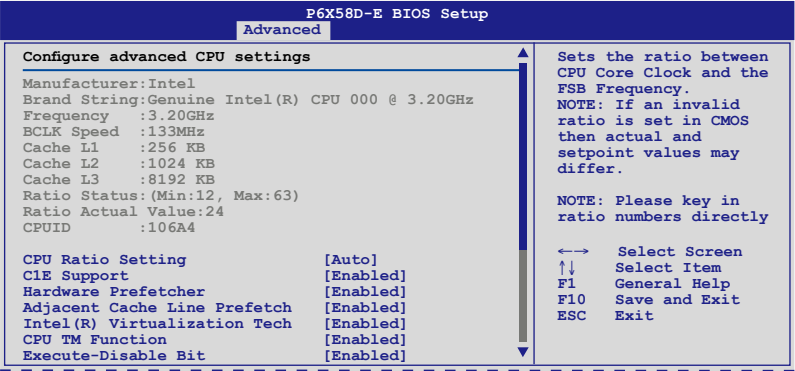 P6X58D-E BIOS Setup
Advanced
Configure advanced CPU settings
Manufacturer:Intel
Brand String:Genuine Intel(R) CPU 000 @ 3.20GHz
Frequency :3.20GHz
BCLK Speed :133MHz
Cache L1 :256 KB
Cache L2 :1024 KB
Cache L3 :8192 KB
Ratio Status:(Min:12, Max:63)
Ratio Actual Value:24
CPUID :106A4
CPU Ratio Setting [Auto]
C1E Support [Enabled]
Hardware Prefetcher [Enabled]
Adjacent Cache Line Prefetch [Enabled]
Intel(R) Virtualization Tech [Enabled]
CPU TM Function [Enabled]
Execute-Disable Bit [Enabled]
Sets the ratio between
CPU Core Clock and the
FSB Frequency.
NOTE: If an invalid
ratio is set in CMOS
then actual and
setpoint values may
differ.
NOTE: Please key in
ratio numbers directly
←→ Select Screen
↑↓ Select Item
F1 General Help
F10 Save and Exit
ESC Exit